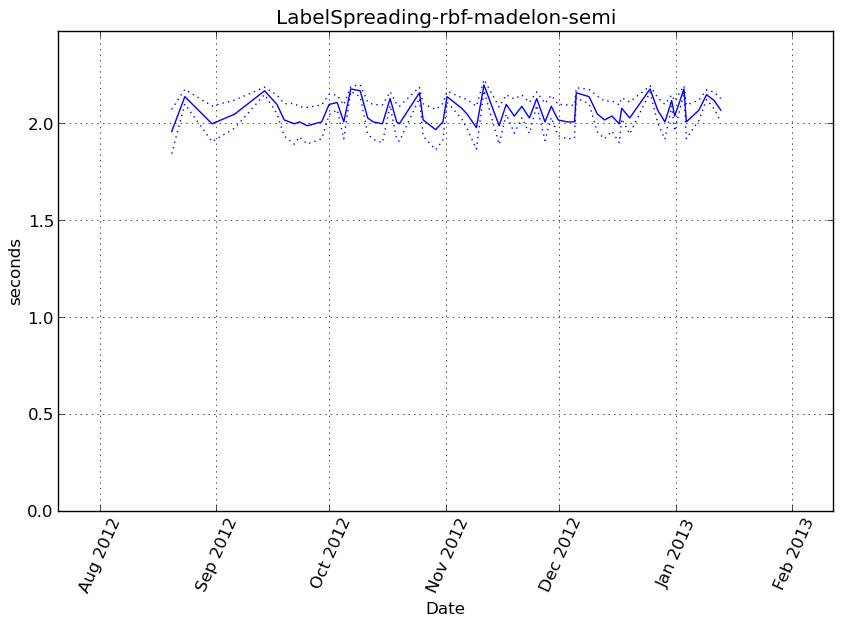 LabelSpreading-rbf-madelon-semi
2.0
1.5
1.0
0.5
0.0
seconds
Aug 2012
Sep 2012
Oct 2012
Nov 2012
Dec 2012
Jan 2013
Feb 2013
Date